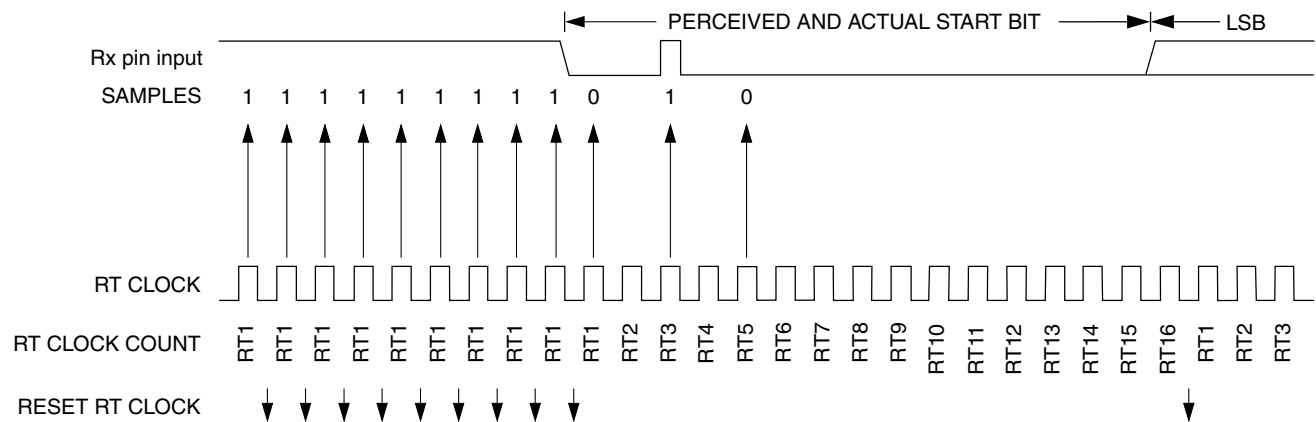 PERCEIVED AND ACTUAL START BIT LSB
Rx pin input
SAMPLES 1 1 1 1 1 1 1 1 1 0 1 0
RT CLOCK
RT CLOCK COUNT RT1 RT1 RT1 RT1 RT1 RT1 RT1 RT1 RT1 RT1 RT2 RT3 RT4 RT5 RT6 RT7 RT8 RT9 RT10 RT11 RT12 RT13 RT14 RT15 RT16 RT1 RT2 RT3
RESET RT CLOCK